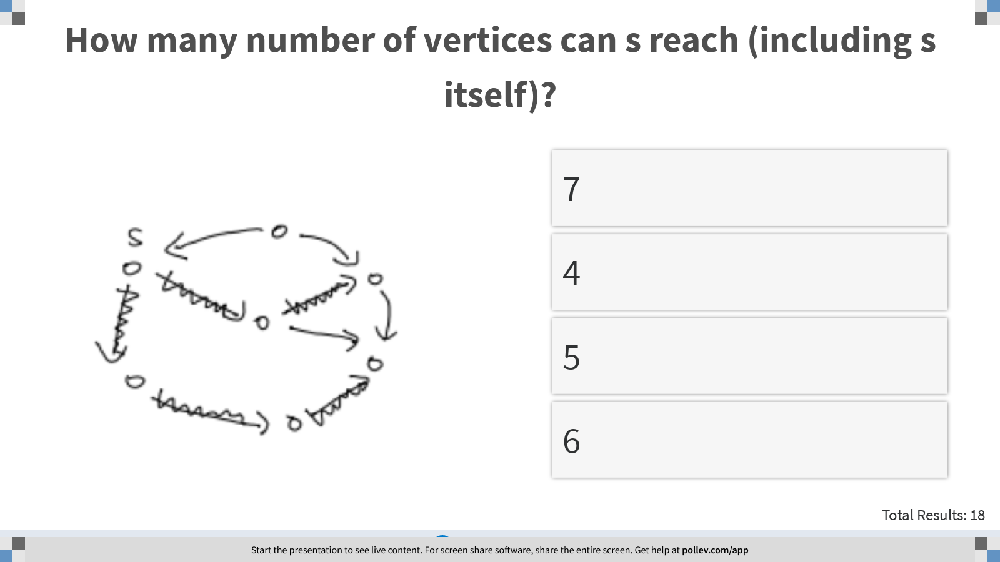 How many number of vertices can s reach (including s
itself)?
S
7
4
5
6
Total Results: 18
Start the presentation to see live content. For screen share software, share the entire screen. Get help at pollev.com/app